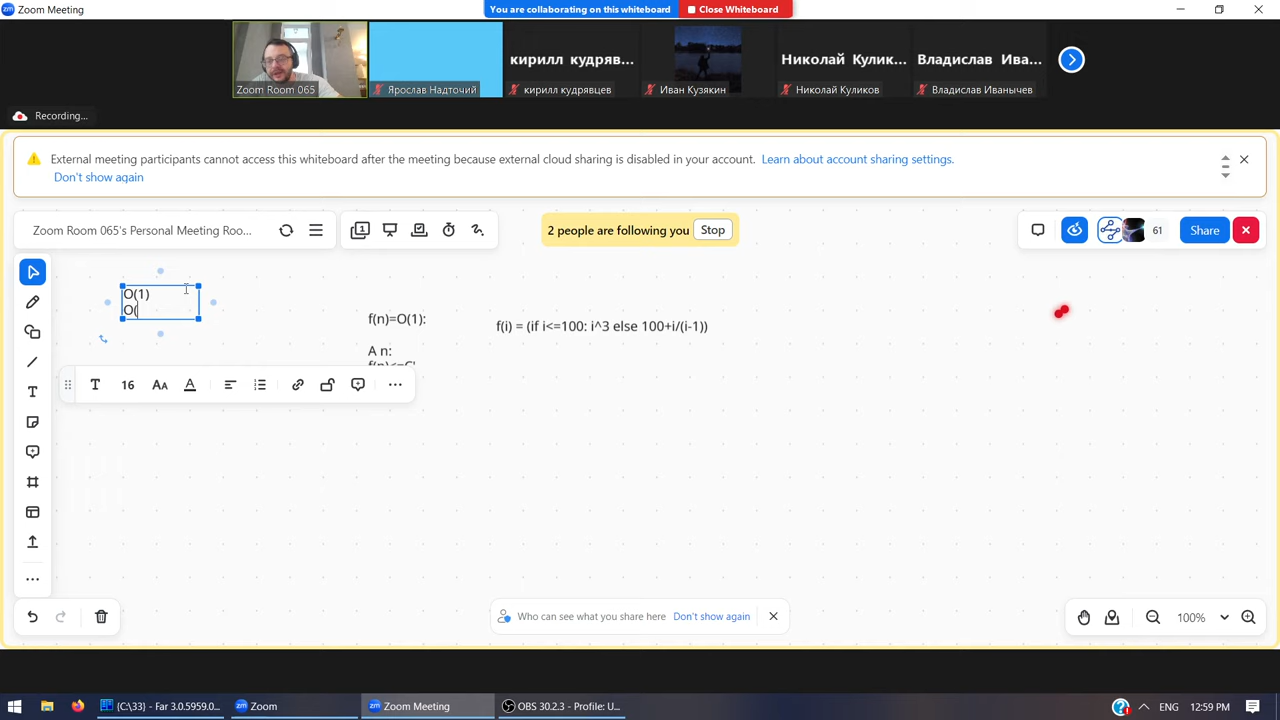 Zoom Meeting
You are collaborating on this whiteboard
Close Whiteboard
Zoom Room 065
Ярослав Надточий
кирилл кудряв...
кирилл кудрявцев
Иван Кузякин
Николай Кулик...
Николай Куликов
Владислав Ива...
Владислав Иванычев
Recording...
External meeting participants cannot access this whiteboard after the meeting because external cloud sharing is disabled in your account. Learn about account sharing settings.
Don't show again
Zoom Room 065's Personal Meeting Roo...
1
2 people are following you
Stop
61
Share
O(1)
O(
f(n)=O(1):
f(i) = (if i<=100: i^3 else 100+i/(i-1))
A n:
f(n)<=C'
T
16
AA
A
T
Who can see what you share here
Don't show again
100%
(C:\33) - Far 3.0.5959.0...
Zoom
Zoom Meeting
OBS 30.2.3 - Profile: U...
ENG
12:59 PM